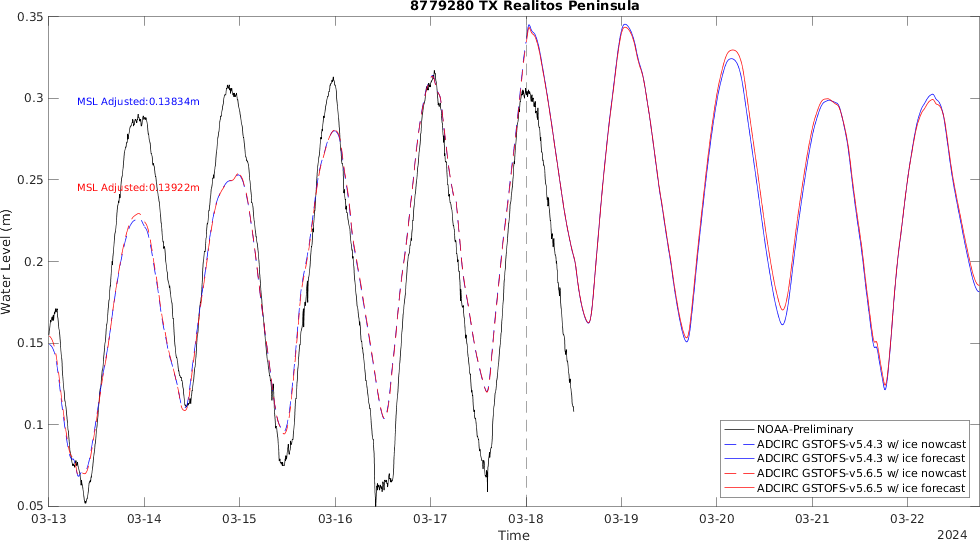 8779280 TX Realitos Peninsula
Water Level (m)
0.35
0.3
0.25
0.2
0.15
0.1
0.05
MSL Adjusted:0.13834m
MSL Adjusted:0.13922m
NOAA-Preliminary
ADCIRC GSTOFS-v5.4.3 w/ ice nowcast
ADCIRC GSTOFS-v5.4.3 w/ ice forecast
ADCIRC GSTOFS-v5.6.5 w/ ice nowcast
ADCIRC GSTOFS-v5.6.5 w/ ice forecast
03-13 03-14 03-15 03-16 03-17 03-18 03-19 03-20 03-21 03-22
Time
2024